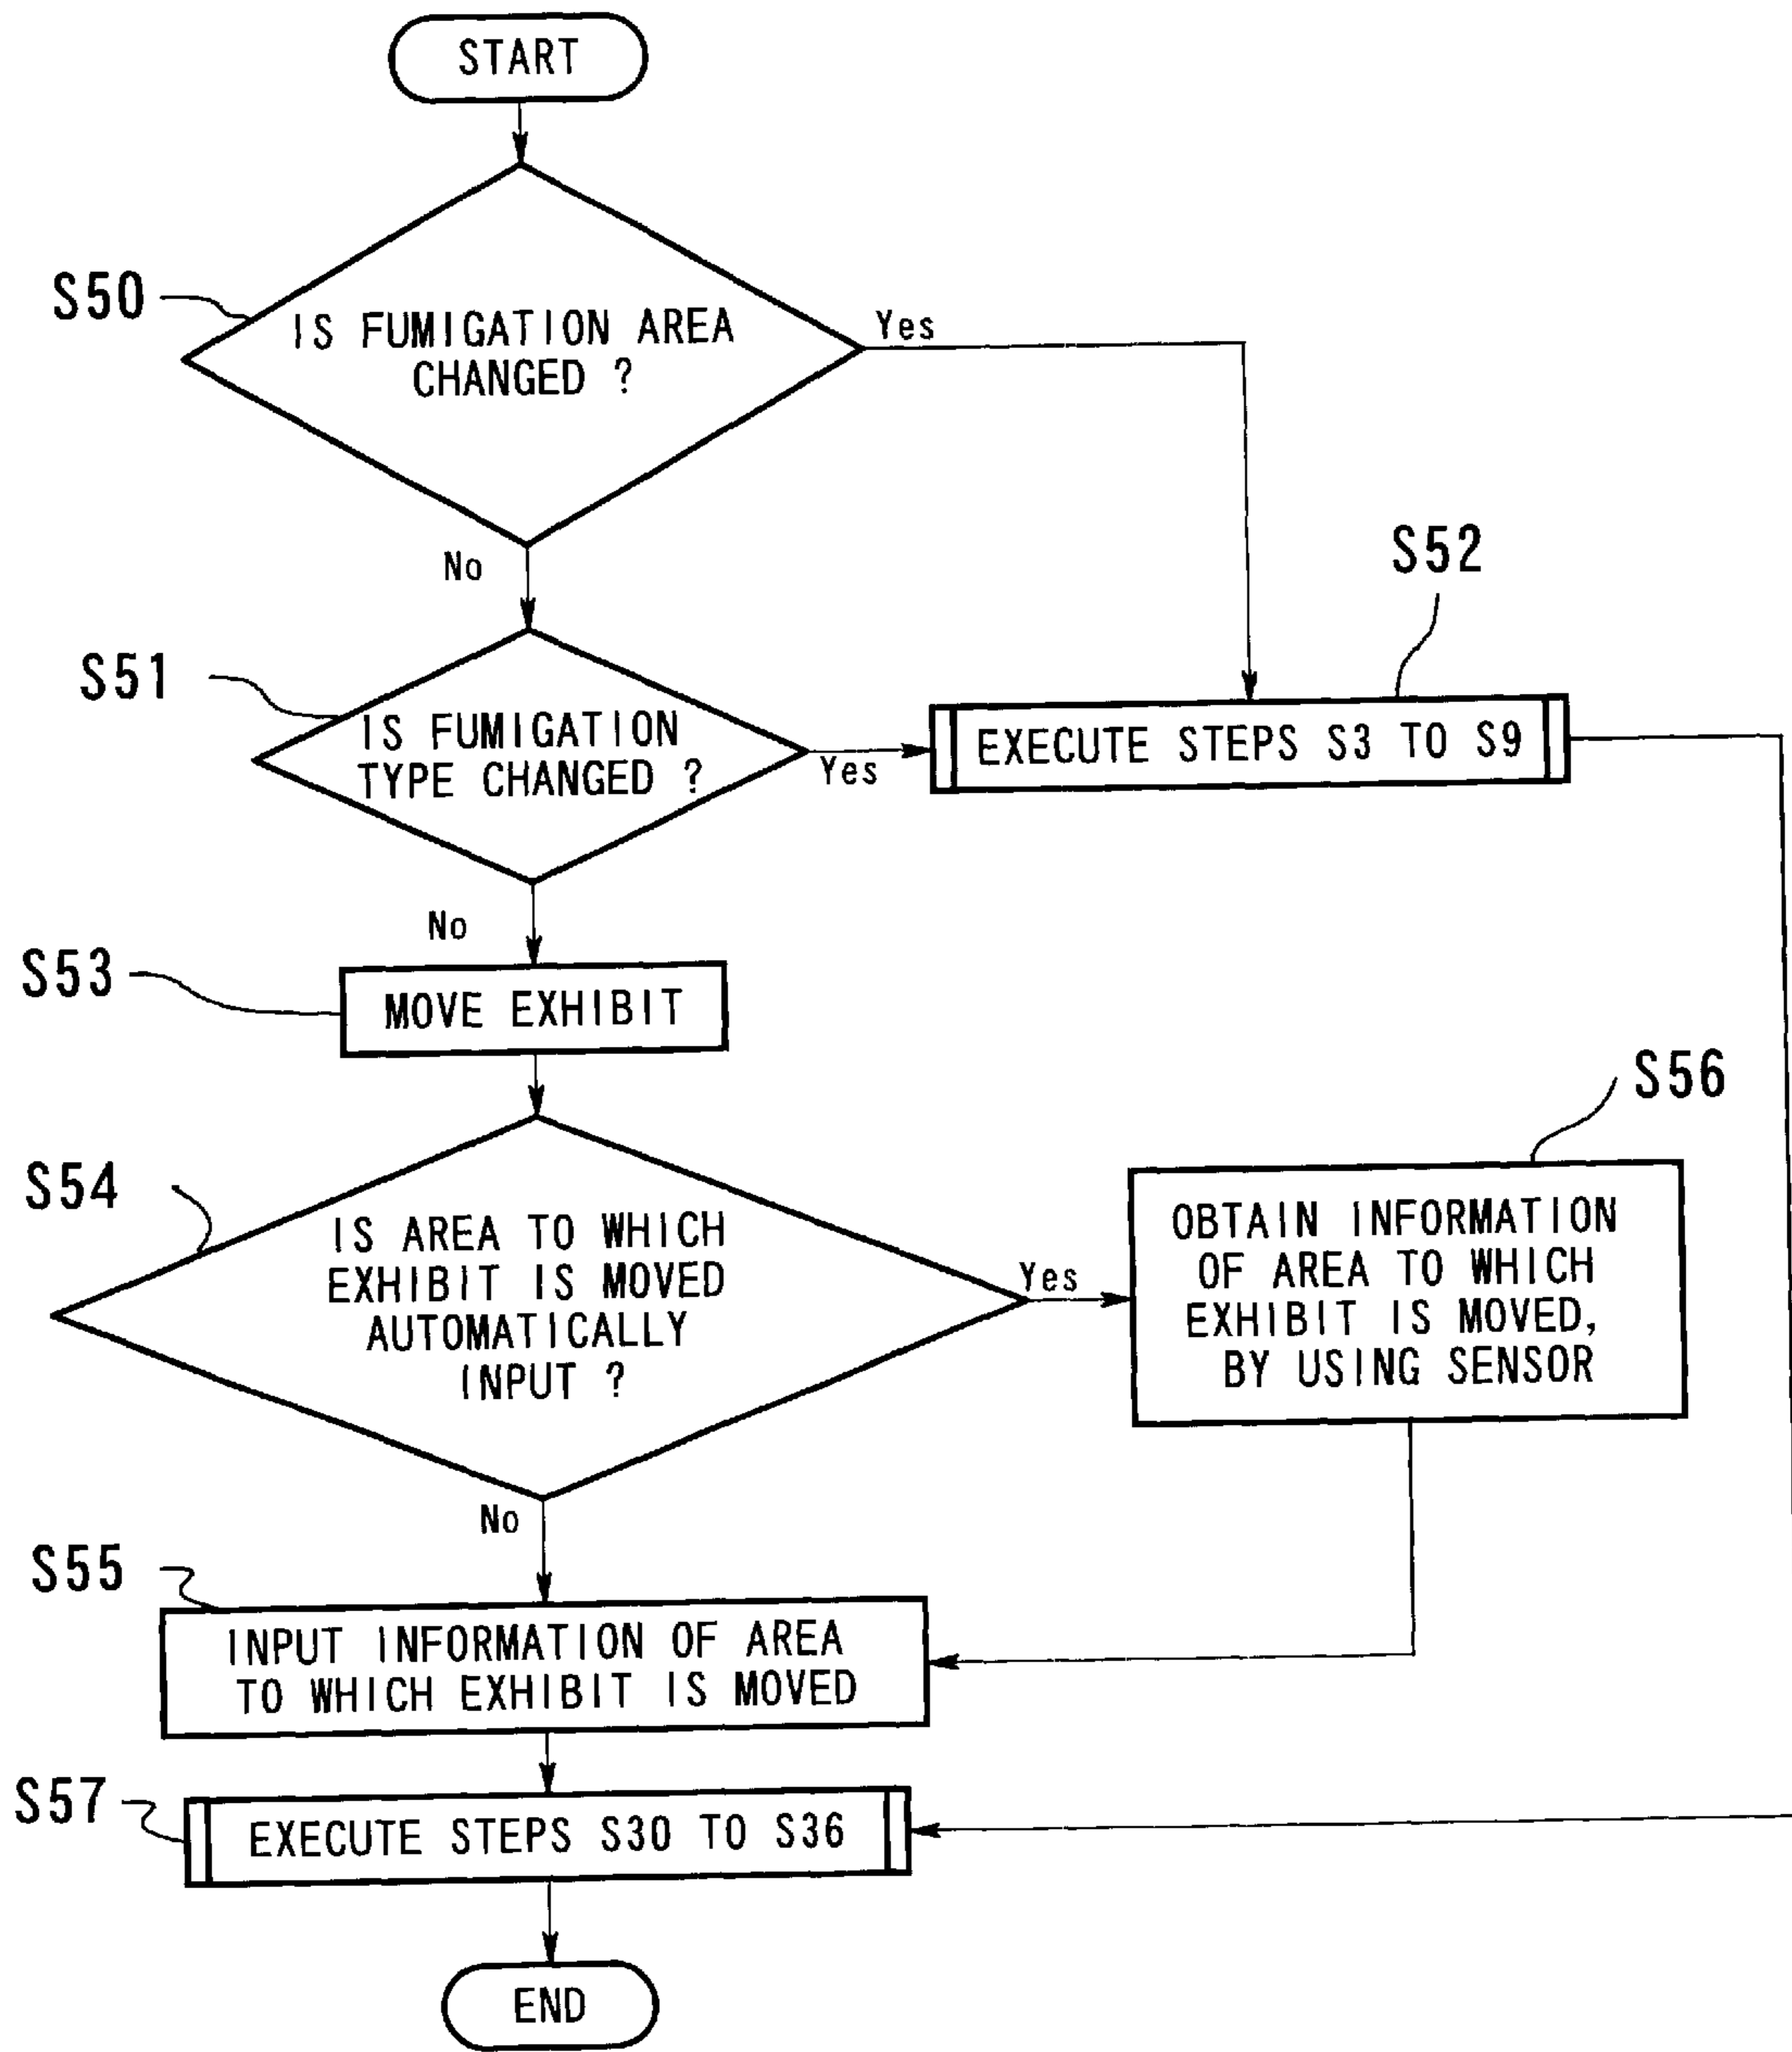 START
S50
IS FUMIGATION AREA
CHANGED ?
Yes
No
S52
S51
IS FUMIGATION
TYPE CHANGED ?
Yes
EXECUTE STEPS S3 TO S9
No
S53
MOVE EXHIBIT
S56
S54
IS AREA TO WHICH
EXHIBIT IS MOVED
AUTOMATICALLY
INPUT ?
Yes
OBTAIN INFORMATION
OF AREA TO WHICH
EXHIBIT IS MOVED,
BY USING SENSOR
No
S55
INPUT INFORMATION OF AREA
TO WHICH EXHIBIT IS MOVED
S57
EXECUTE STEPS S30 TO S36
END